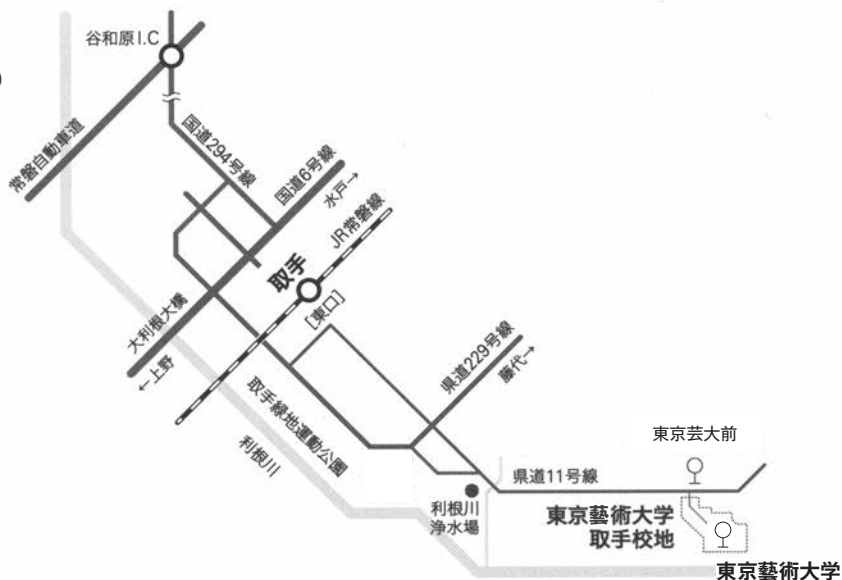 谷和原I.C
)
常磐自動車道
国道294号線
国道6号線
水戸→
JR常磐線
取手
[東口]
大利根大橋
←上野
取手緑地運動公園
利根川
県道229号線
藤代→
東京芸大前
県道11号線
利根川
浄水場
東京藝術大学
取手校地
東京藝術大学